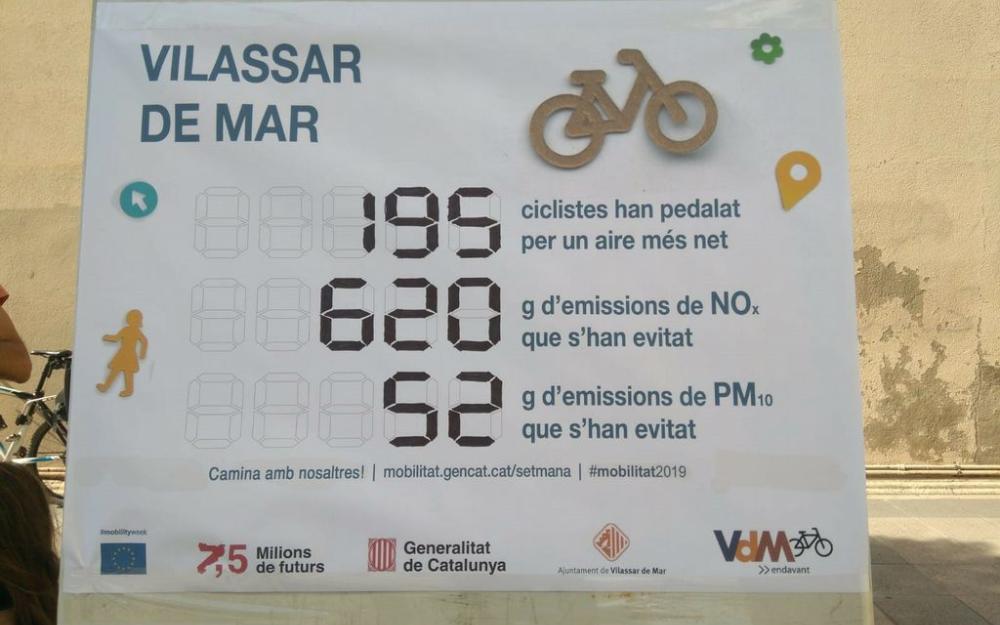 VILASSAR
DE MAR
195 ciclistes han pedalat
per un aire més net
620 g d'emissions de NOx
que s'han evitat
52 g d'emissions de PM10
que s'han evitat
Camina amb nosaltres! | mobilitat.gencat.cat/setmana | #mobilitat2019
#mobilityweek
7,5 Milions
de futurs
Generalitat
de Catalunya
Ajuntament de Vilassar de Mar
VdM
>> endavant